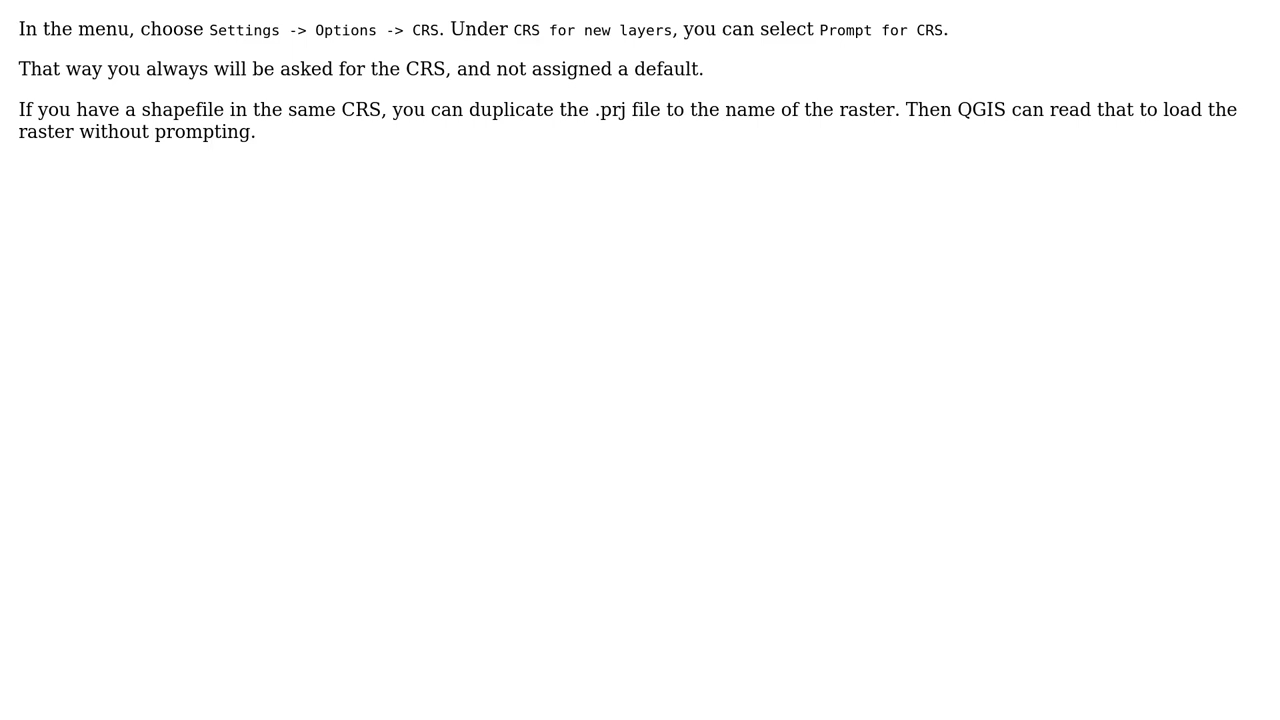 In the menu, choose Settings -> Options -> CRS. Under CRS for new layers, you can select Prompt for CRS.
That way you always will be asked for the CRS, and not assigned a default.
If you have a shapefile in the same CRS, you can duplicate the .prj file to the name of the raster. Then QGIS can read that to load the
raster without prompting.